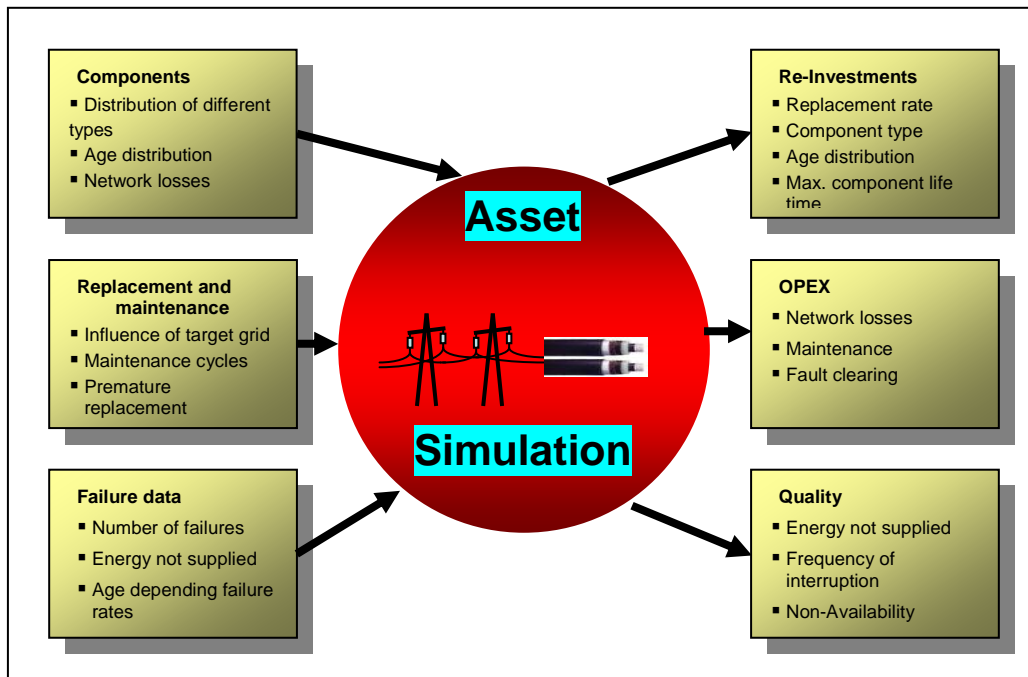 Components
▪ Distribution of different
types
▪ Age distribution
▪ Network losses
Replacement and
maintenance
▪ Influence of target grid
▪ Maintenance cycles
▪ Premature
replacement
Failure data
▪ Number of failures
▪ Energy not supplied
▪ Age depending failure
rates
Asset
Simulation
Re-Investments
▪ Replacement rate
▪ Component type
▪ Age distribution
▪ Max. component life
time
OPEX
▪ Network losses
▪ Maintenance
▪ Fault clearing
Quality
▪ Energy not supplied
▪ Frequency of
interruption
▪ Non-Availability